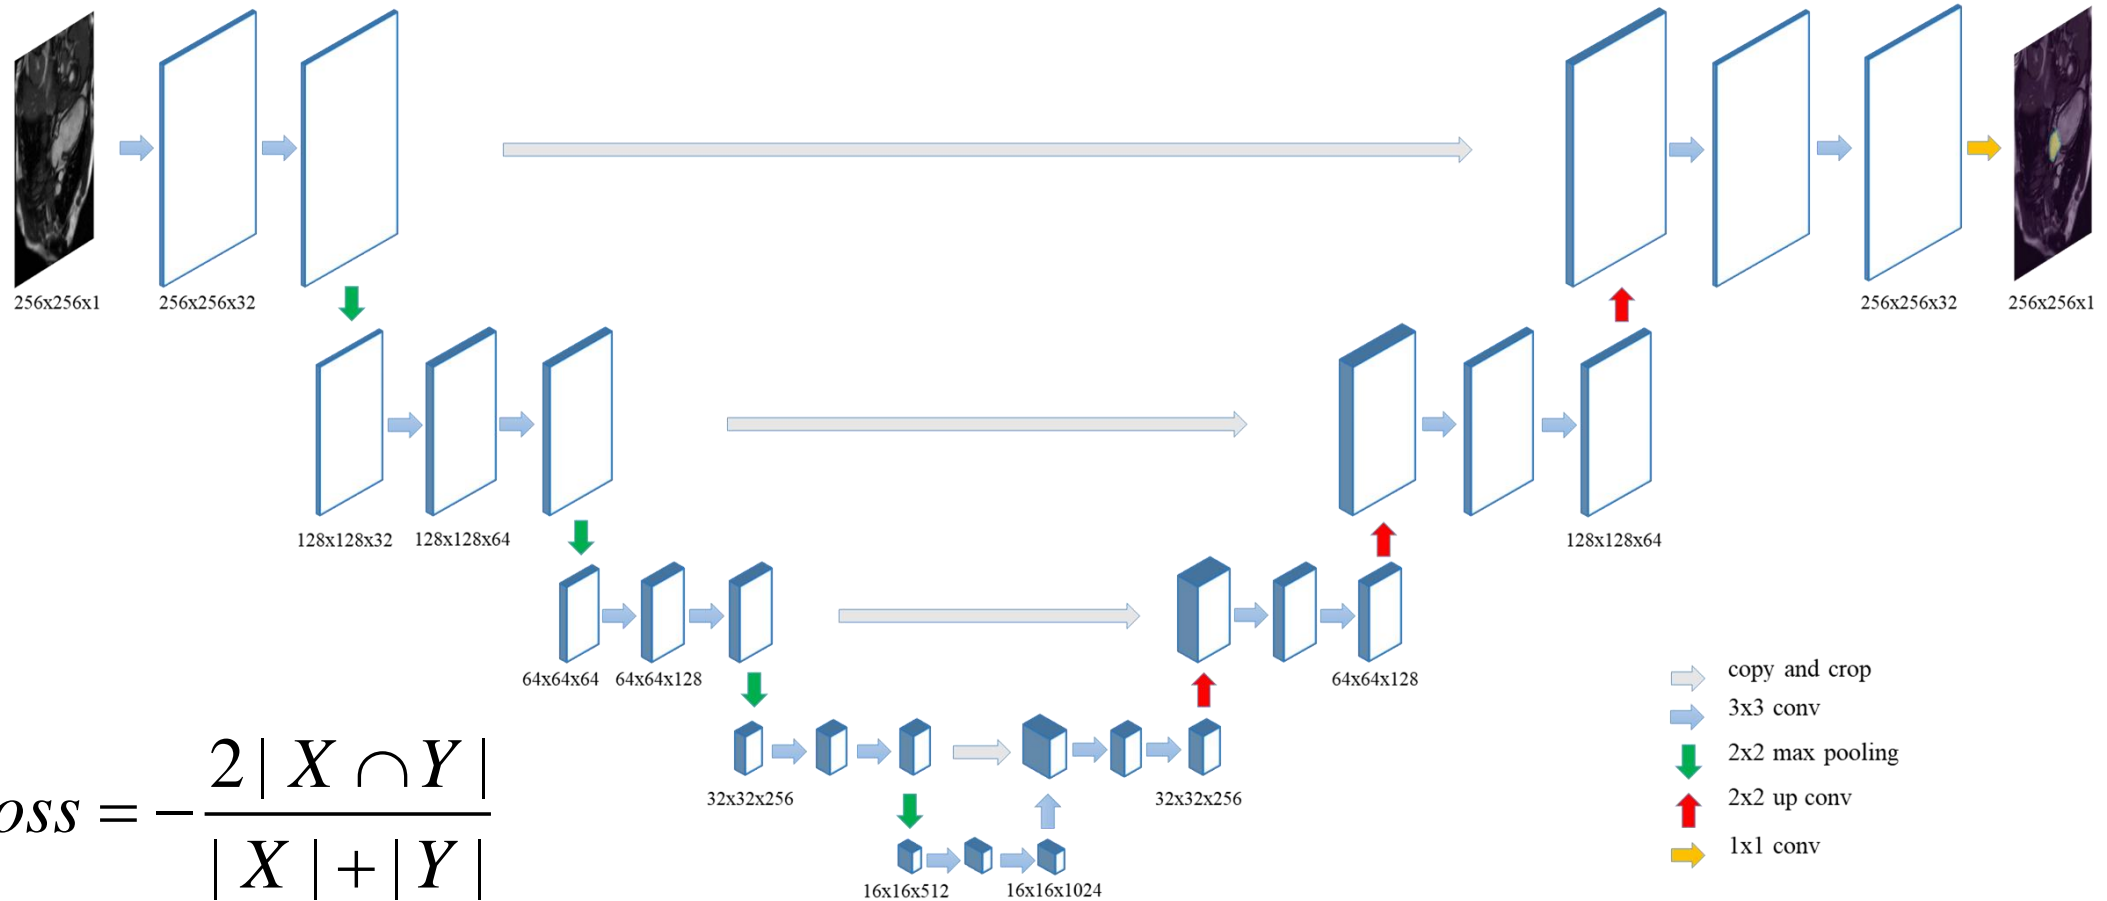 256x256x1
256x256x32
256x256x32
256x256x1
128x128x32
128x128x64
128x128x64
64x64x64
64x64x128
64x64x128
32x32x256
32x32x256
16x16x512
16x16x1024
oss = - 2| X ∩ Y |
| X | + | Y |
copy and crop
3x3 conv
2x2 max pooling
2x2 up conv
1x1 conv